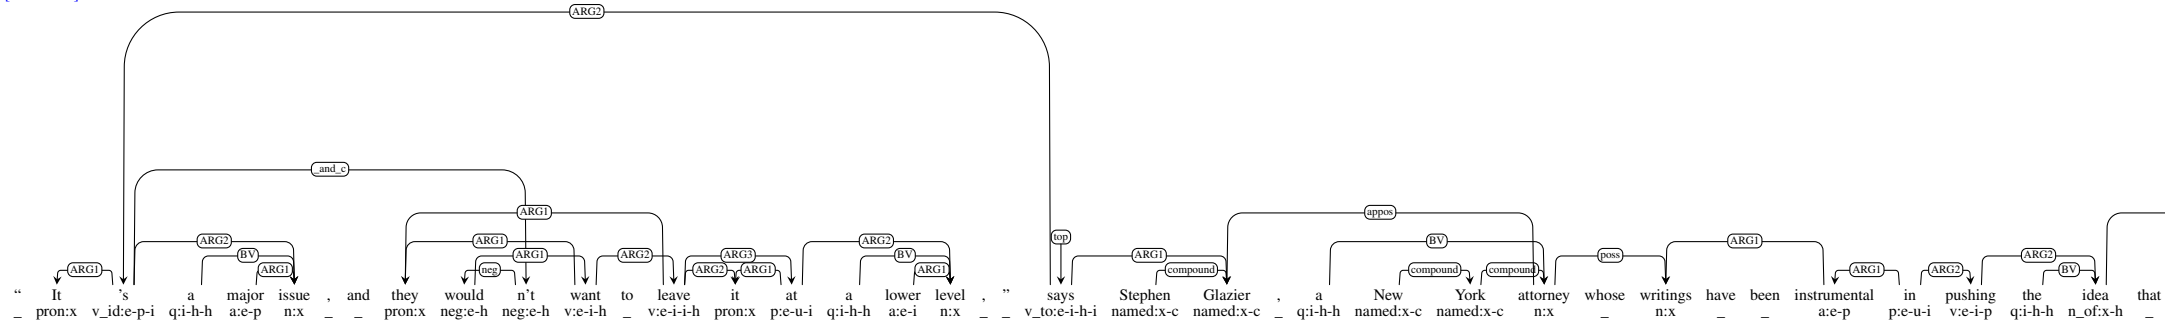 ARG2
_and_c
ARG1 appos
ARG2 ARG1 ARG2 top BV ARG1
BV ARG1 ARG2 ARG3 BV ARG1 poss ARG2
ARG1 ARG1 neg ARG2 ARG1 ARG1 compound compound compound ARG1 ARG2 BV
“ It ’s a major issue , and they would n’t want to leave it at a lower level , ” says Stephen Glazier , a New York attorney whose writings have been instrumental in pushing the idea that
_ pron:x v_id:e-p-i q:i-h-h a:e-p n:x _ _ pron:x neg:e-h neg:e-h v:e-i-h _ v:e-i-i-h pron:x p:e-u-i q:i-h-h a:e-i n:x _ _ v_to:e-i-h-i named:x-c named:x-c _ q:i-h-h named:x-c named:x-c n:x _ n:x _ _ a:e-p p:e-u-i v:e-i-p q:i-h-h n_of:x-h _